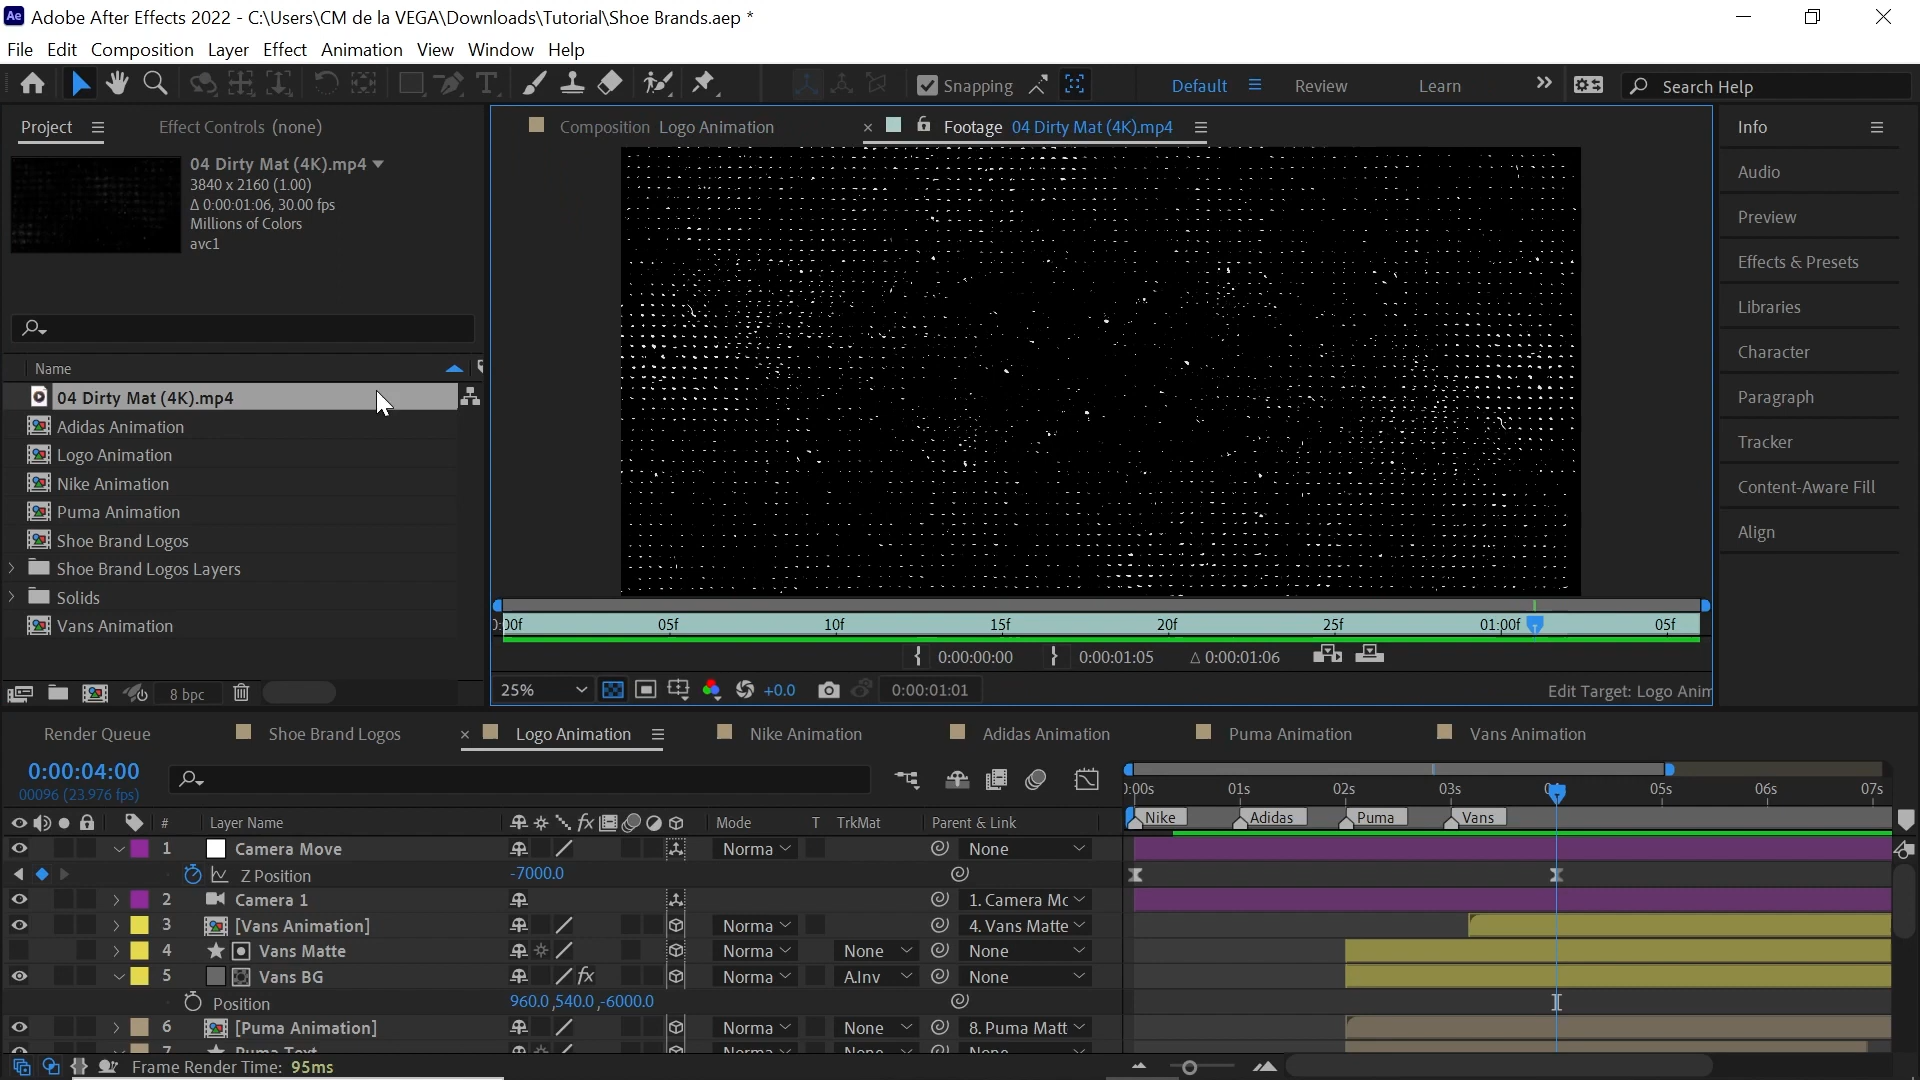 Ae Adobe After Effects 2022 - C:\Users\CM de la VEGA\Downloads\Tutorial\Shoe Brands.aep *
File Edit Composition Layer Effect Animation View Window Help
Snapping Default Review Learn Search Help
Project Effect Controls (none) Composition Logo Animation Footage 04 Dirty Mat (4K).mp4 Info
04 Dirty Mat (4K).mp4
3840 x 2160 (1.00)
Δ 0:00:01:06, 30.00 fps
Millions of Colors
avc1
Audio
Preview
Effects & Presets
Libraries
Character
Paragraph
Tracker
Content-Aware Fill
Align
Name
04 Dirty Mat (4K).mp4
Adidas Animation
Logo Animation
Nike Animation
Puma Animation
Shoe Brand Logos
Shoe Brand Logos Layers
Solids
Vans Animation
8 bpc
00f 05f 10f 15f 20f 25f 01:00f 05f
0:00:00:00 0:00:01:05 Δ 0:00:01:06
25% +0.0 0:00:01:01 Edit Target: Logo Anim
Render Queue Shoe Brand Logos Logo Animation Nike Animation Adidas Animation Puma Animation Vans Animation
0:00:04:00
00096 (23.976 fps)
:00s 01s 02s 03s 05s 06s 07s
Nike Adidas Puma Vans
# Layer Name fx Mode T TrkMat Parent & Link
1 Camera Move Norma None
Z Position -7000.0
2 Camera 1 1. Camera Mc
3 [Vans Animation] Norma 4. Vans Matte
4 Vans Matte Norma None None
5 Vans BG fx Norma A.Inv None
Position 960.0,540.0,-6000.0
6 [Puma Animation] Norma None 8. Puma Matt
Frame Render Time: 95ms